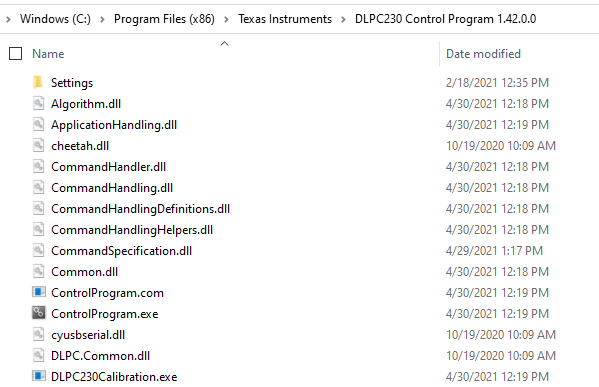 Windows (C:) > Program Files (x86) > Texas Instruments > DLPC230 Control Program 1.42.0.0
Name Date modified
Settings 2/18/2021 12:35 PM
Algorithm.dll 4/30/2021 12:18 PM
ApplicationHandling.dll 4/30/2021 12:19 PM
cheetah.dll 10/19/2020 10:09 AM
CommandHandler.dll 4/30/2021 12:18 PM
CommandHandling.dll 4/30/2021 12:18 PM
CommandHandlingDefinitions.dll 4/30/2021 12:18 PM
CommandHandlingHelpers.dll 4/30/2021 12:18 PM
CommandSpecification.dll 4/29/2021 1:17 PM
Common.dll 4/30/2021 12:18 PM
ControlProgram.com 4/30/2021 12:19 PM
ControlProgram.exe 4/30/2021 12:19 PM
cyusbserial.dll 10/19/2020 10:09 AM
DLPC.Common.dll 10/19/2020 10:09 AM
DLPC230Calibration.exe 4/30/2021 12:19 PM